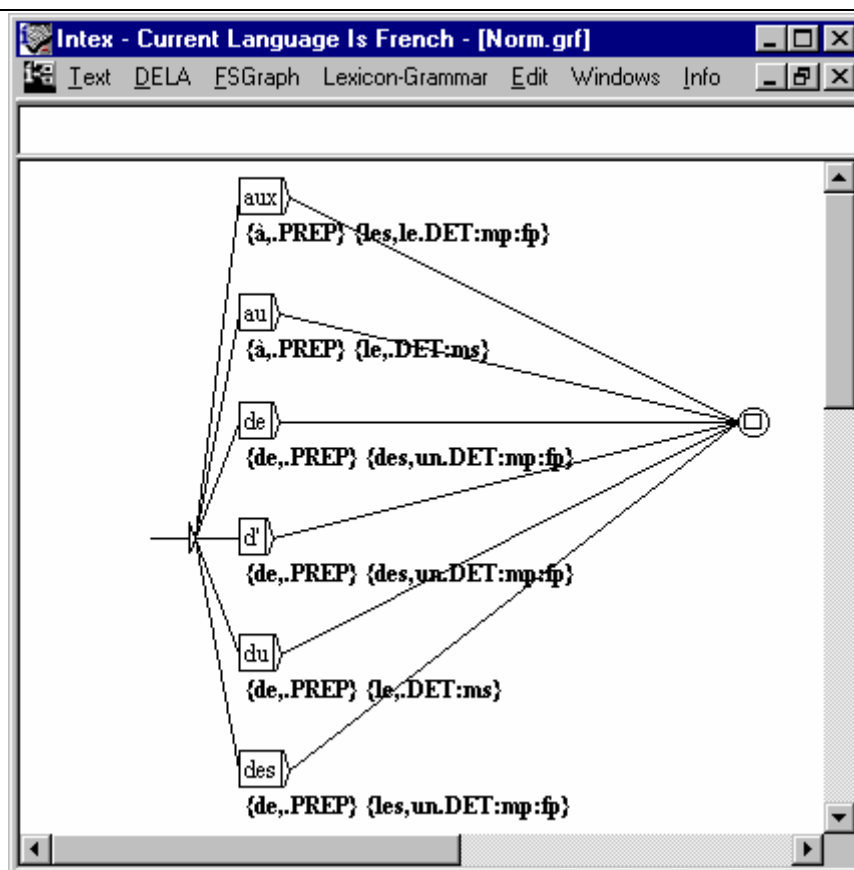 Intex - Current Language Is French - [Norm.grf]
Text DELA FSGraph Lexicon-Grammar Edit Windows Info
aux
{à,.PREP} {les,le.DET:mp:fp}
au
{à,.PREP} {le,.DET:ms}
de
{de,.PREP} {des,un.DET:mp:fp}
d'
{de,.PREP} {des,un.DET:mp:fp}
du
{de,.PREP} {le,.DET:ms}
des
{de,.PREP} {les,un.DET:mp:fp}